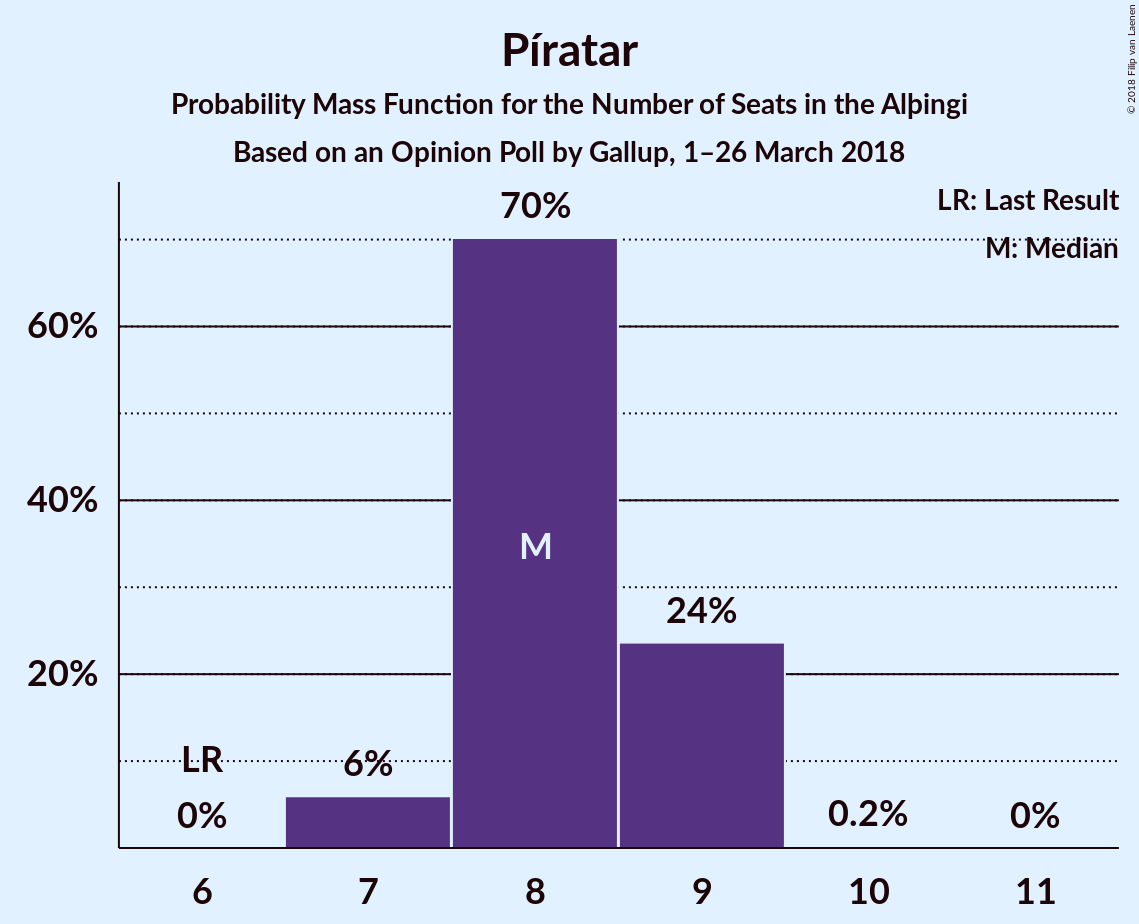 Píratar
Probability Mass Function for the Number of Seats in the Alþingi
Based on an Opinion Poll by Gallup, 1–26 March 2018
© 2018 Filip van Laenen
LR: Last Result
M: Median
70%
60%
40%
M
24%
20%
LR
6%
0%
0.2%
0%
6 7 8 9 10 11